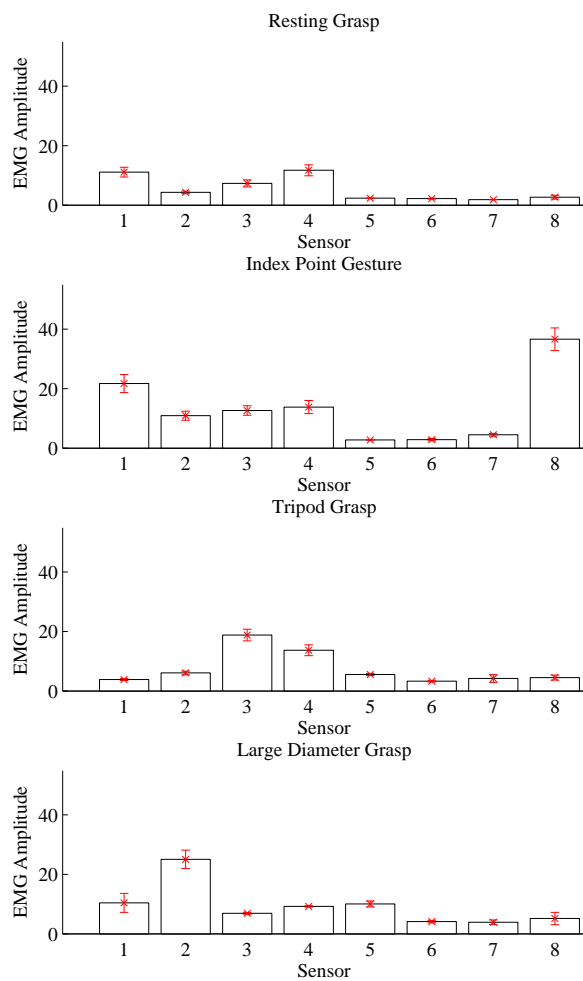 Resting Grasp
EMG Amplitude
40
20
0
1 2 3 4 5 6 7 8
Sensor
Index Point Gesture
EMG Amplitude
40
20
0
1 2 3 4 5 6 7 8
Sensor
Tripod Grasp
EMG Amplitude
40
20
0
1 2 3 4 5 6 7 8
Sensor
Large Diameter Grasp
EMG Amplitude
40
20
0
1 2 3 4 5 6 7 8
Sensor